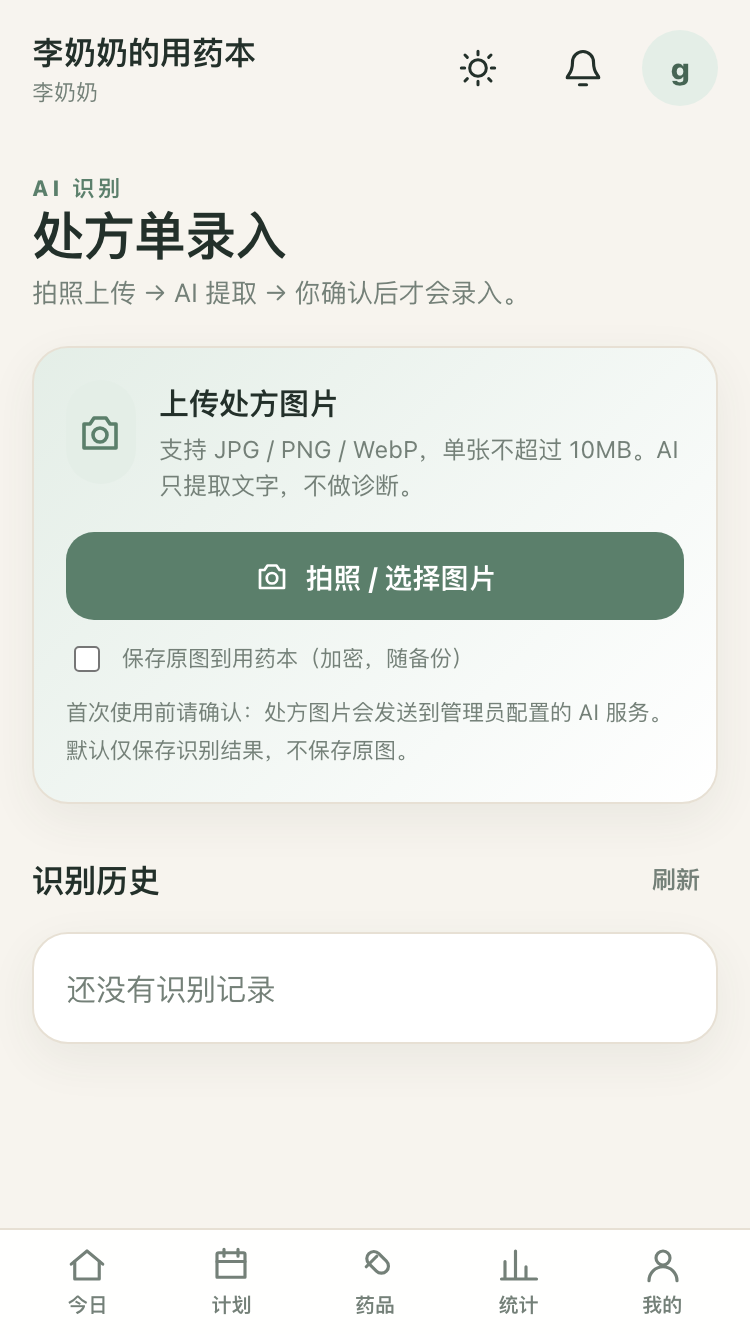 李奶奶的用药本
李奶奶
g
AI 识别
处方单录入
拍照上传 → AI 提取 → 你确认后才会录入。
上传处方图片
支持 JPG / PNG / WebP，单张不超过 10MB。AI
只提取文字，不做诊断。
拍照 / 选择图片
保存原图到用药本（加密，随备份）
首次使用前请确认：处方图片会发送到管理员配置的 AI 服务。
默认仅保存识别结果，不保存原图。
识别历史
刷新
还没有识别记录
今日
计划
药品
统计
我的